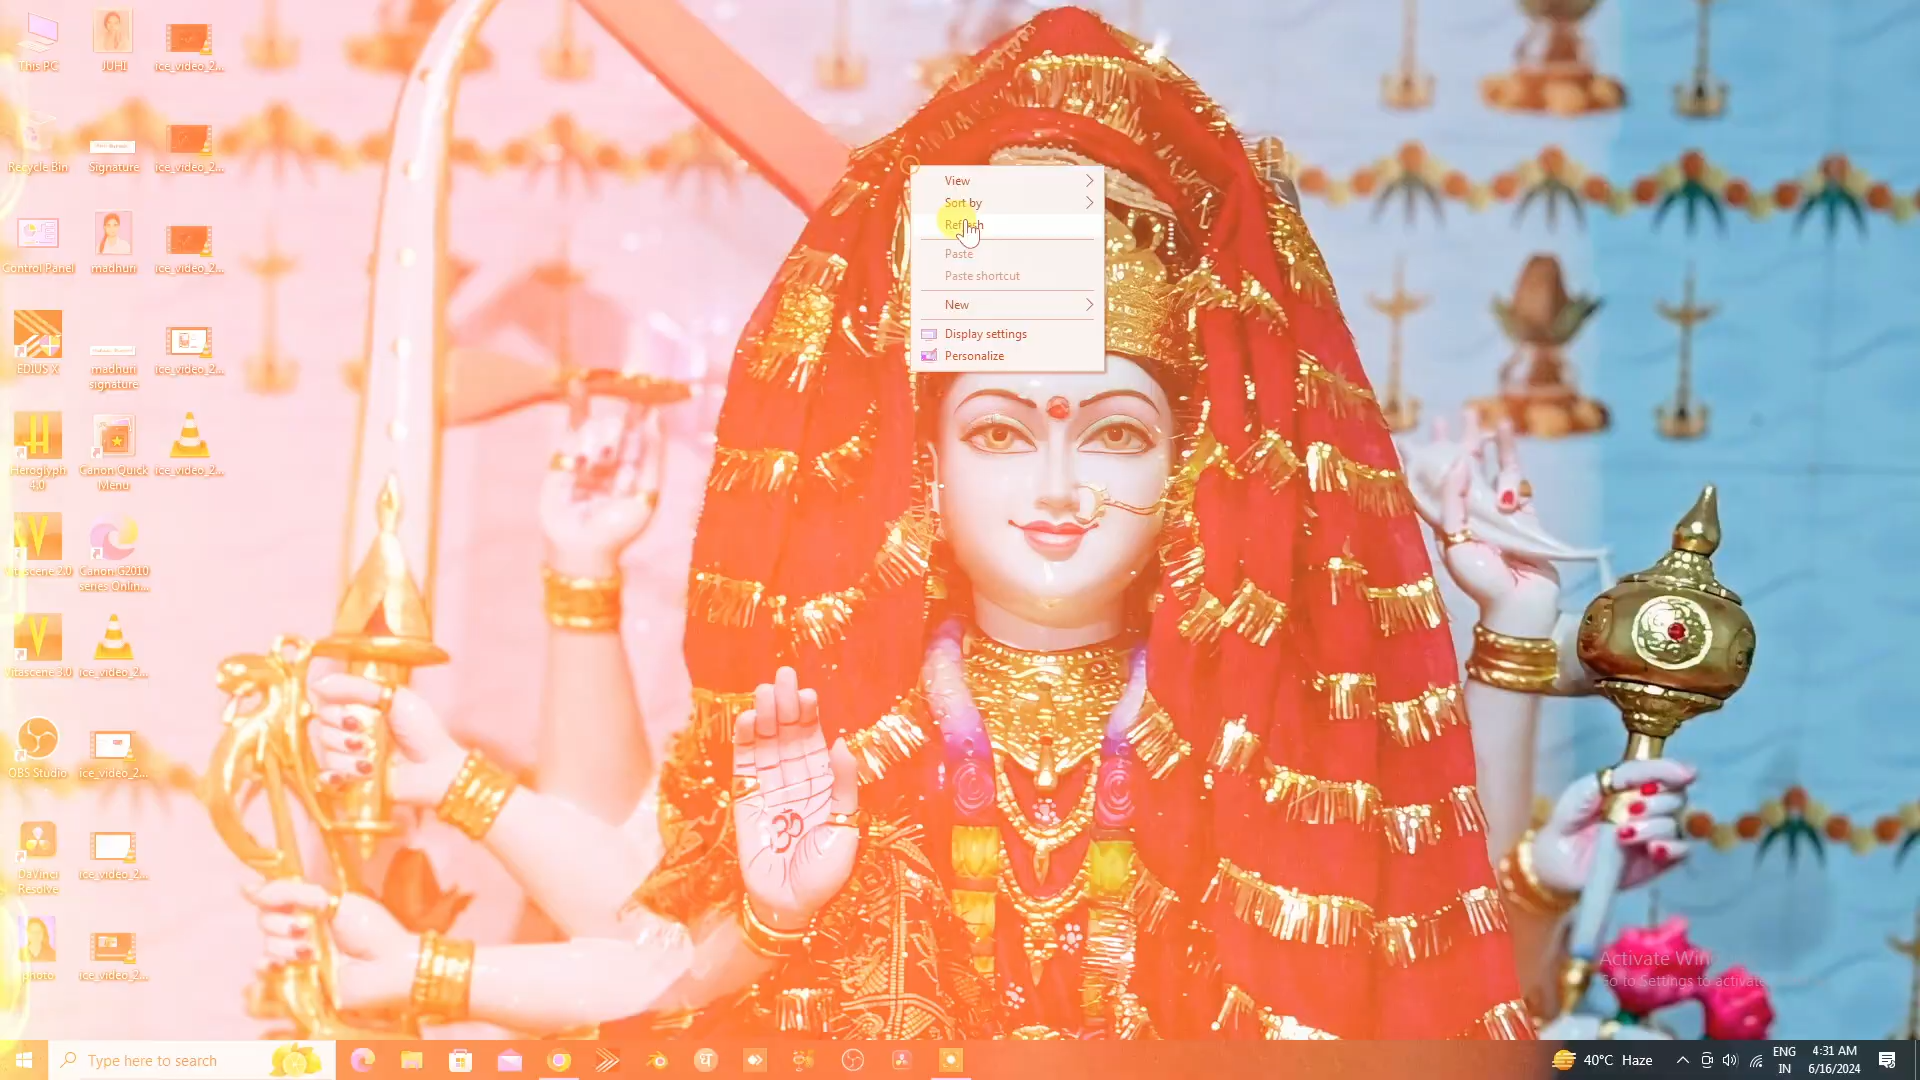 This PC
JUHI
ice_video_2...
Recycle Bin
Signature
ice_video_2...
Control Panel
madhuri
ice_video_2...
EDIUS X
madhuri
signature
ice_video_2...
Heroglyph
4.0
Canon Quick
Menu
ice_video_2...
Vitascene 2.0
Canon G2010
series Onlin...
Vitascene 3.0
ice_video_2...
OBS Studio
ice_video_2...
DaVinci
Resolve
ice_video_2...
photo
ice_video_2...
View
Sort by
Refresh
Paste
Paste shortcut
New
Display settings
Personalize
ॐ
Activate Win
Go to Settings to activate
Type here to search
40°C Haze
ENG
IN
4:31 AM
6/16/2024